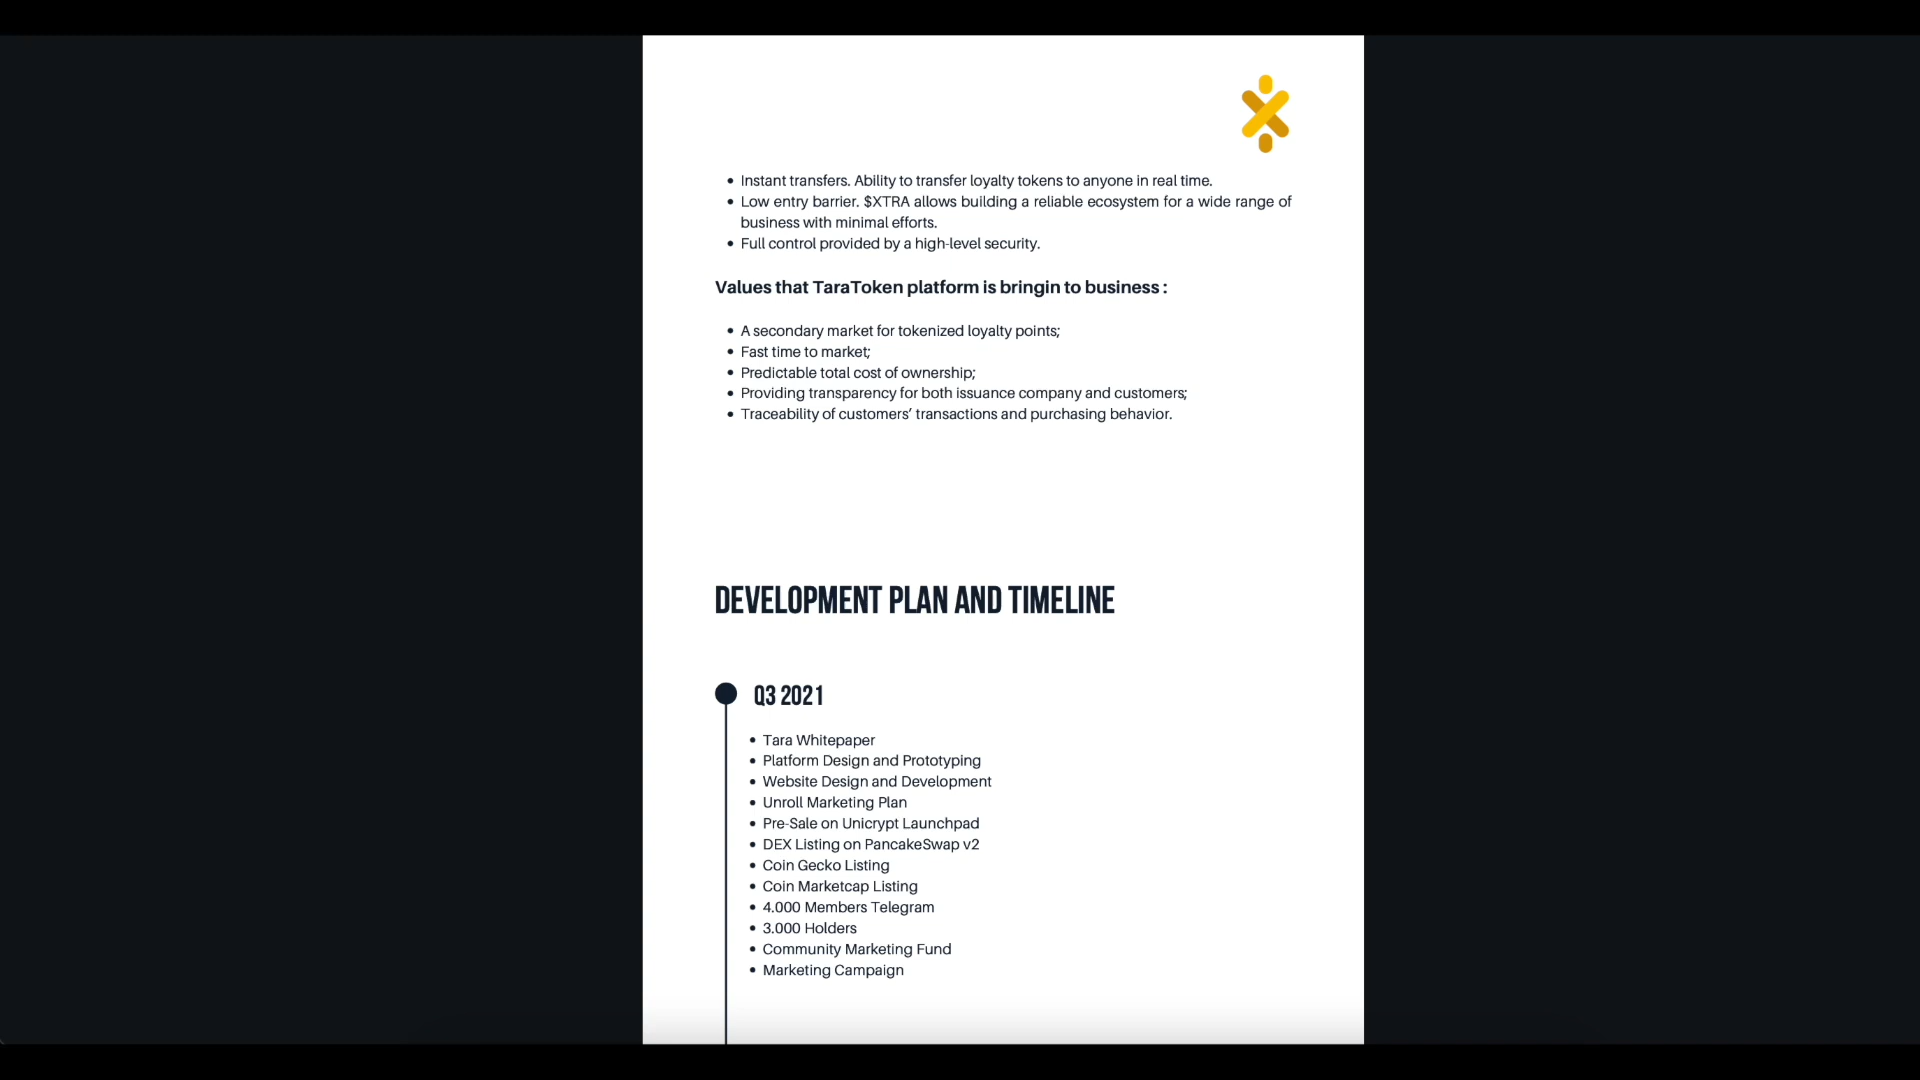 Instant transfers. Ability to transfer loyalty tokens to anyone in real time.
Low entry barrier. $XTRA allows building a reliable ecosystem for a wide range of
business with minimal efforts.
Full control provided by a high-level security.
Values that TaraToken platform is bringin to business :
A secondary market for tokenized loyalty points;
Fast time to market;
Predictable total cost of ownership;
Providing transparency for both issuance company and customers;
Traceability of customers’ transactions and purchasing behavior.
DEVELOPMENT PLAN AND TIMELINE
Q3 2021
Tara Whitepaper
Platform Design and Prototyping
Website Design and Development
Unroll Marketing Plan
Pre-Sale on Unicrypt Launchpad
DEX Listing on PancakeSwap v2
Coin Gecko Listing
Coin Marketcap Listing
4.000 Members Telegram
3.000 Holders
Community Marketing Fund
Marketing Campaign